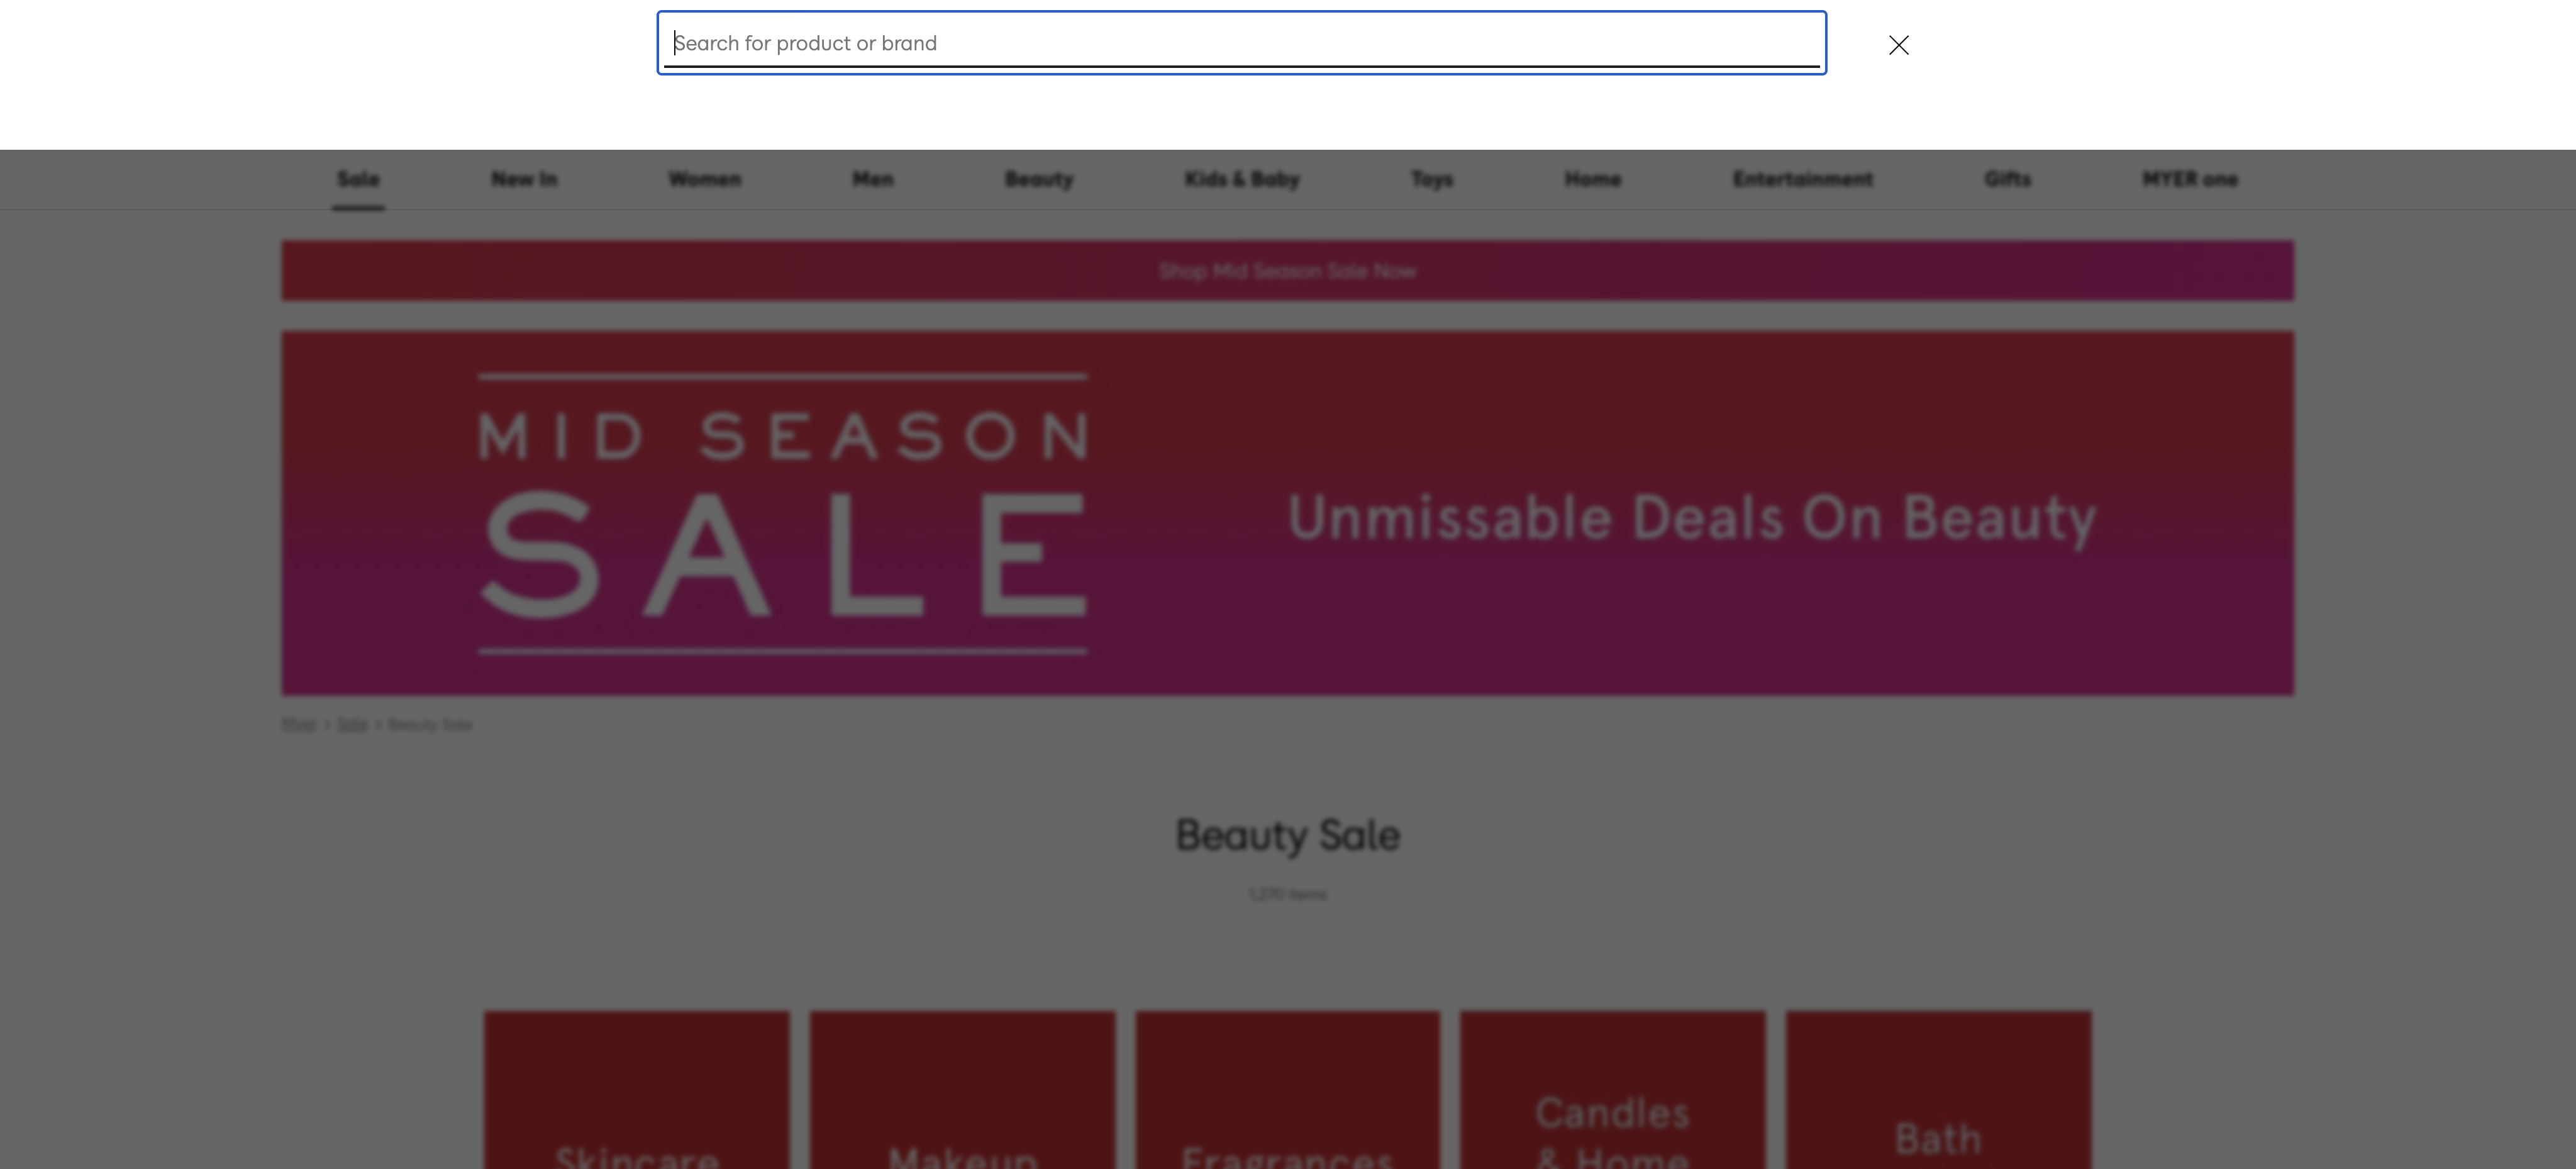 Search for product or brand
Sale New In Women Men Beauty Kids & Baby Toys Home Entertainment Gifts MYER one
Shop Mid Season Sale Now
MID SEASON
SALE
Unmissable Deals On Beauty
Myer > Sale > Beauty Sale
Beauty Sale
1,270 items
Skincare
Makeup
Fragrances
Candles
& Home
Bath